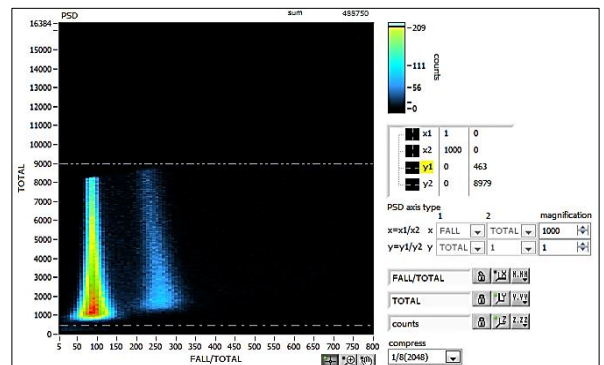 PSD sum 499750
16384
15000
14000
13000
12000
11000
10000
9000
8000
7000
6000
5000
4000
3000
2000
1000
0
TOTAL
5 50 100 150 200 250 300 350 400 450 500 550 600 650 700 750 800
FALL/TOTAL
209
111
56
0
counts
x1 1 0
x2 1000 0
y1 0 463
y2 0 8979
PSD axis type
1 2 magnification
x=x1/x2 x FALL TOTAL 1000
y=y1/y2 y TOTAL 1 1
FALL/TOTAL
TOTAL
counts
compress
1/8(2048)